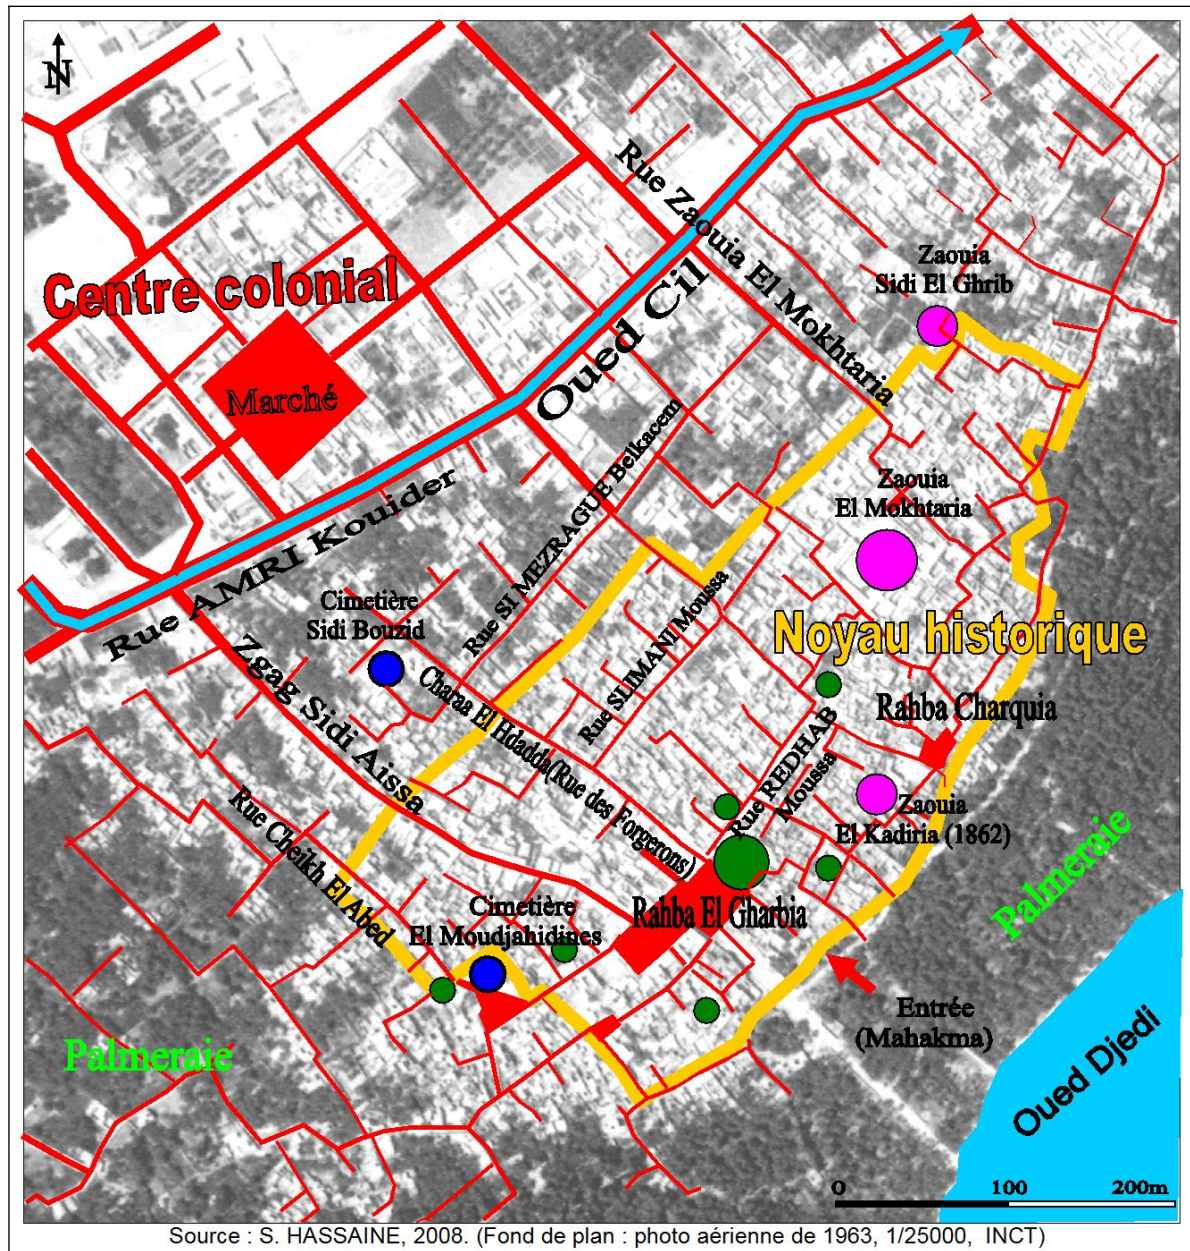 N
Rue Zaouia El Mokhtaria
Zaouia
Sidi El Ghrib
Centre colonial
Oued Cil
Marché
Rue AMRI Kouider
Rue SI MEZRAGUE Belkacem
Zaouia
El Mokhtaria
Cimetière
Sidi Bouzid
Rue SLIMANI Moussa
Noyau historique
Zgag Sidi Aissa
Charaa El Hdadda(Rue des Forgerons)
Rahba Charquia
Rue REDHAB
Moussa
Rue Cheikh El Abed
Zaouia
El Kadiria (1862)
Palmeraie
Cimetière
El Moudjahidines
Rahba El Gharbia
Entrée
(Mahakma)
Palmeraie
Oued Djedi
0 100 200m
Source : S. HASSAINE, 2008. (Fond de plan : photo aérienne de 1963, 1/25000, INCT)